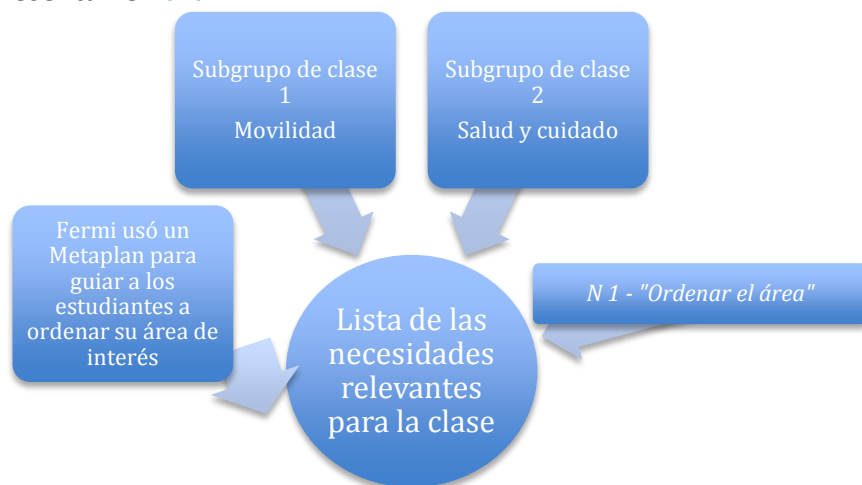 Subgrupo de clase
1
Movilidad
Subgrupo de clase
2
Salud y cuidado
Fermi usó un
Metaplan para
guiar a los
estudiantes a
ordenar su área de
interés
N 1 - "Ordenar el área"
Lista de las
necesidades
relevantes
para la clase